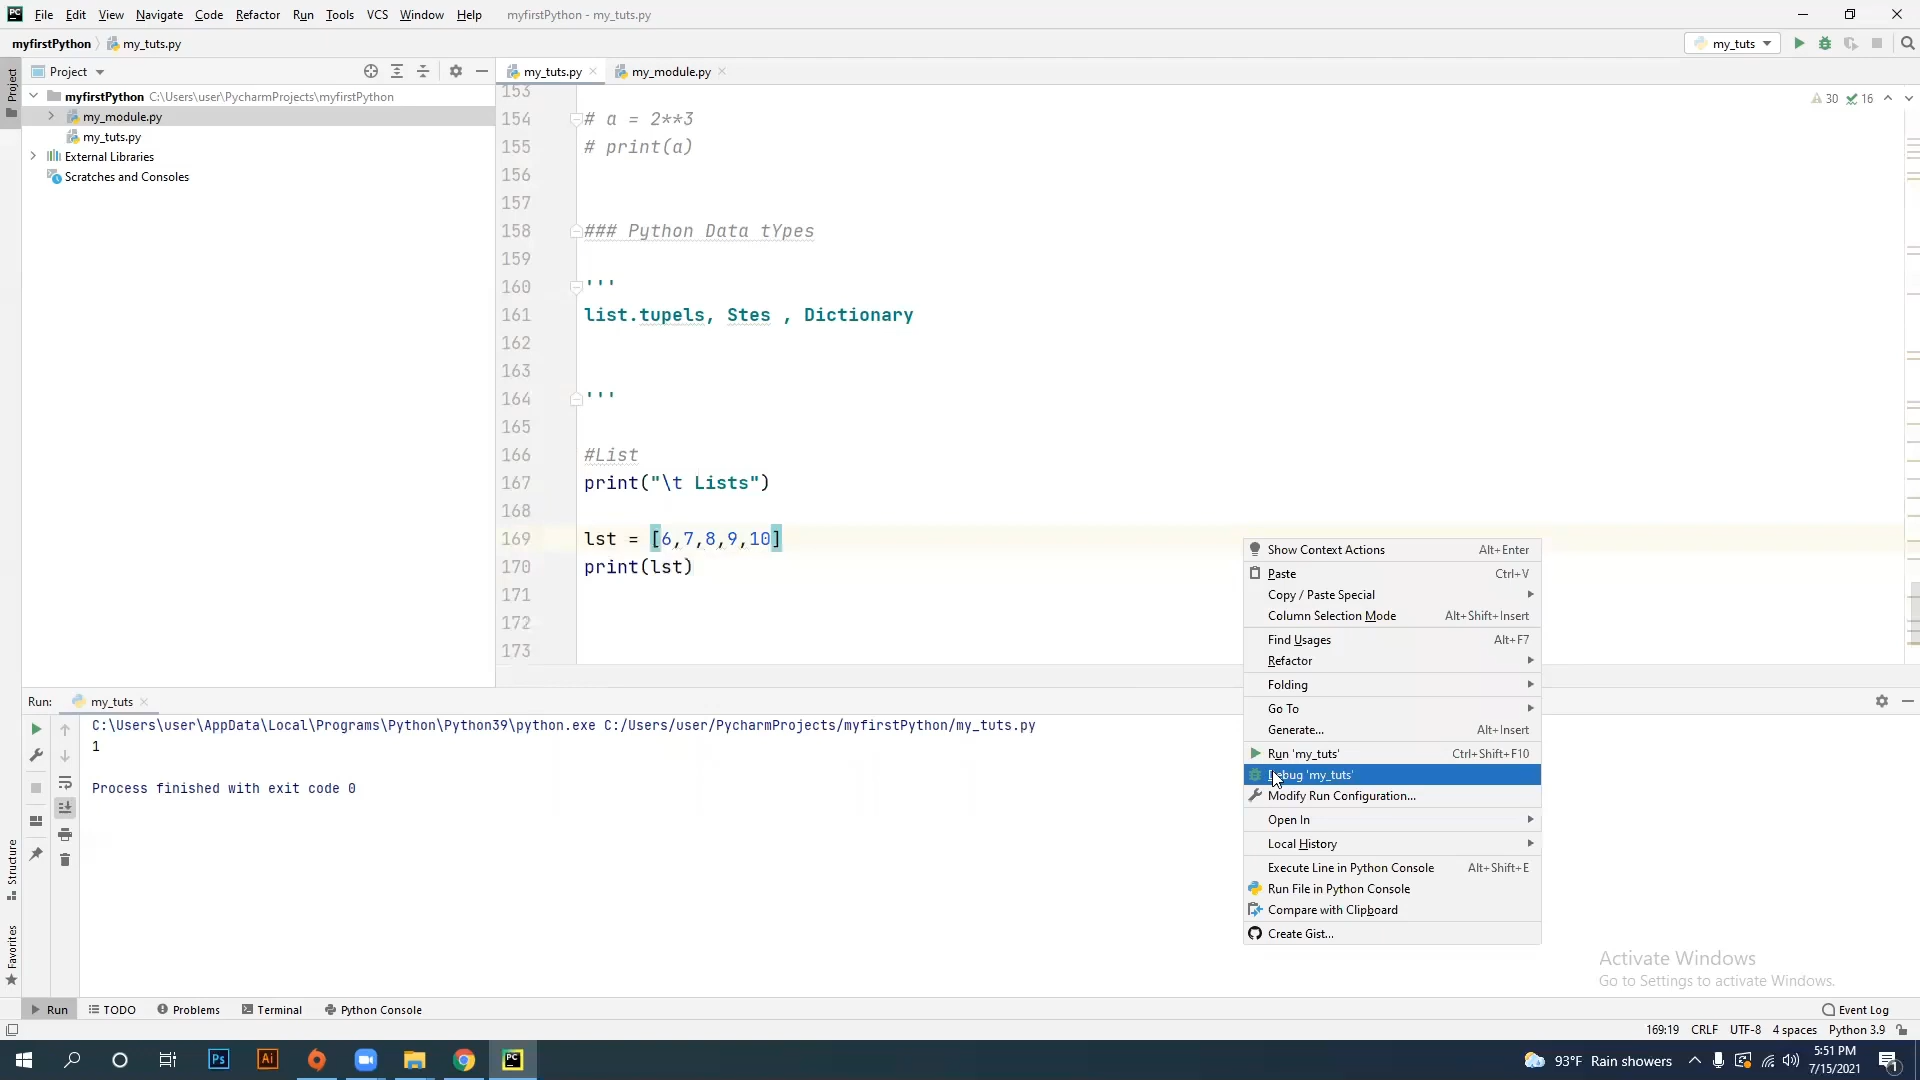 PC File Edit View Navigate Code Refactor Run Tools VCS Window Help myfirstPython - my_tuts.py
myfirstPython my_tuts.py my_tuts
Project my_tuts.py my_module.py
Project
myfirstPython C:\Users\user\PycharmProjects\myfirstPython
my_module.py
my_tuts.py
External Libraries
Scratches and Consoles
30 16
153
154 # a = 2**3
155 # print(a)
156
157
158 ### Python Data tYpes
159
160 '''
161 list.tupels, Stes , Dictionary
162
163
164 '''
165
166 #List
167 print("\t Lists")
168
169 lst = [6,7,8,9,10]
170 print(lst)
171
172
173
Show Context Actions Alt+Enter
Paste Ctrl+V
Copy / Paste Special
Column Selection Mode Alt+Shift+Insert
Find Usages Alt+F7
Refactor
Folding
Go To
Generate... Alt+Insert
Run 'my_tuts' Ctrl+Shift+F10
Debug 'my_tuts'
Modify Run Configuration...
Open In
Local History
Execute Line in Python Console Alt+Shift+E
Run File in Python Console
Compare with Clipboard
Create Gist...
Run: my_tuts
C:\Users\user\AppData\Local\Programs\Python\Python39\python.exe C:/Users/user/PycharmProjects/myfirstPython/my_tuts.py
1
Process finished with exit code 0
Structure
Favorites
Activate Windows
Go to Settings to activate Windows.
Run TODO Problems Terminal Python Console Event Log
169:19 CRLF UTF-8 4 spaces Python 3.9
Ps Ai PC 93°F Rain showers 5:51 PM
7/15/2021 1